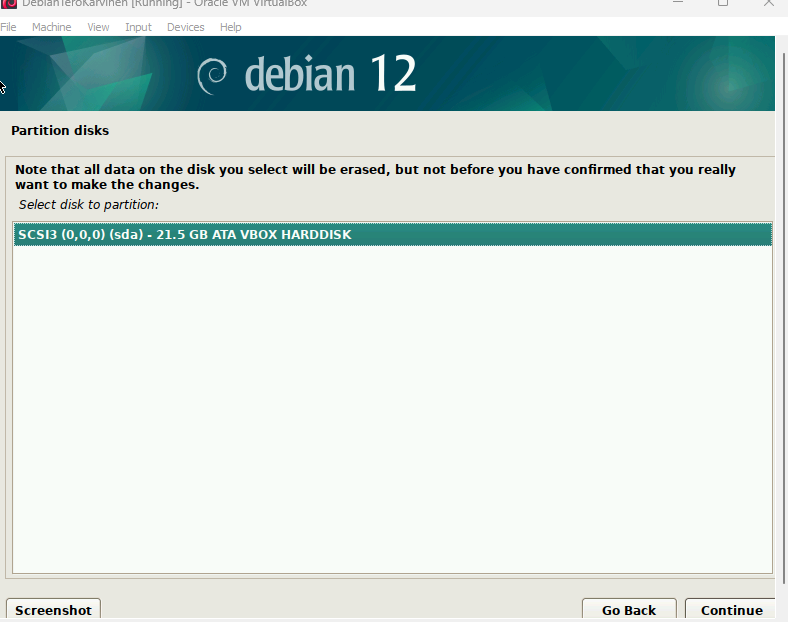 DebianTeroKarvinen [Running] - Oracle VM VirtualBox
File Machine View Input Devices Help
debian 12
Partition disks
Note that all data on the disk you select will be erased, but not before you have confirmed that you really
want to make the changes.
Select disk to partition:
SCSI3 (0,0,0) (sda) - 21.5 GB ATA VBOX HARDDISK
Screenshot Go Back Continue